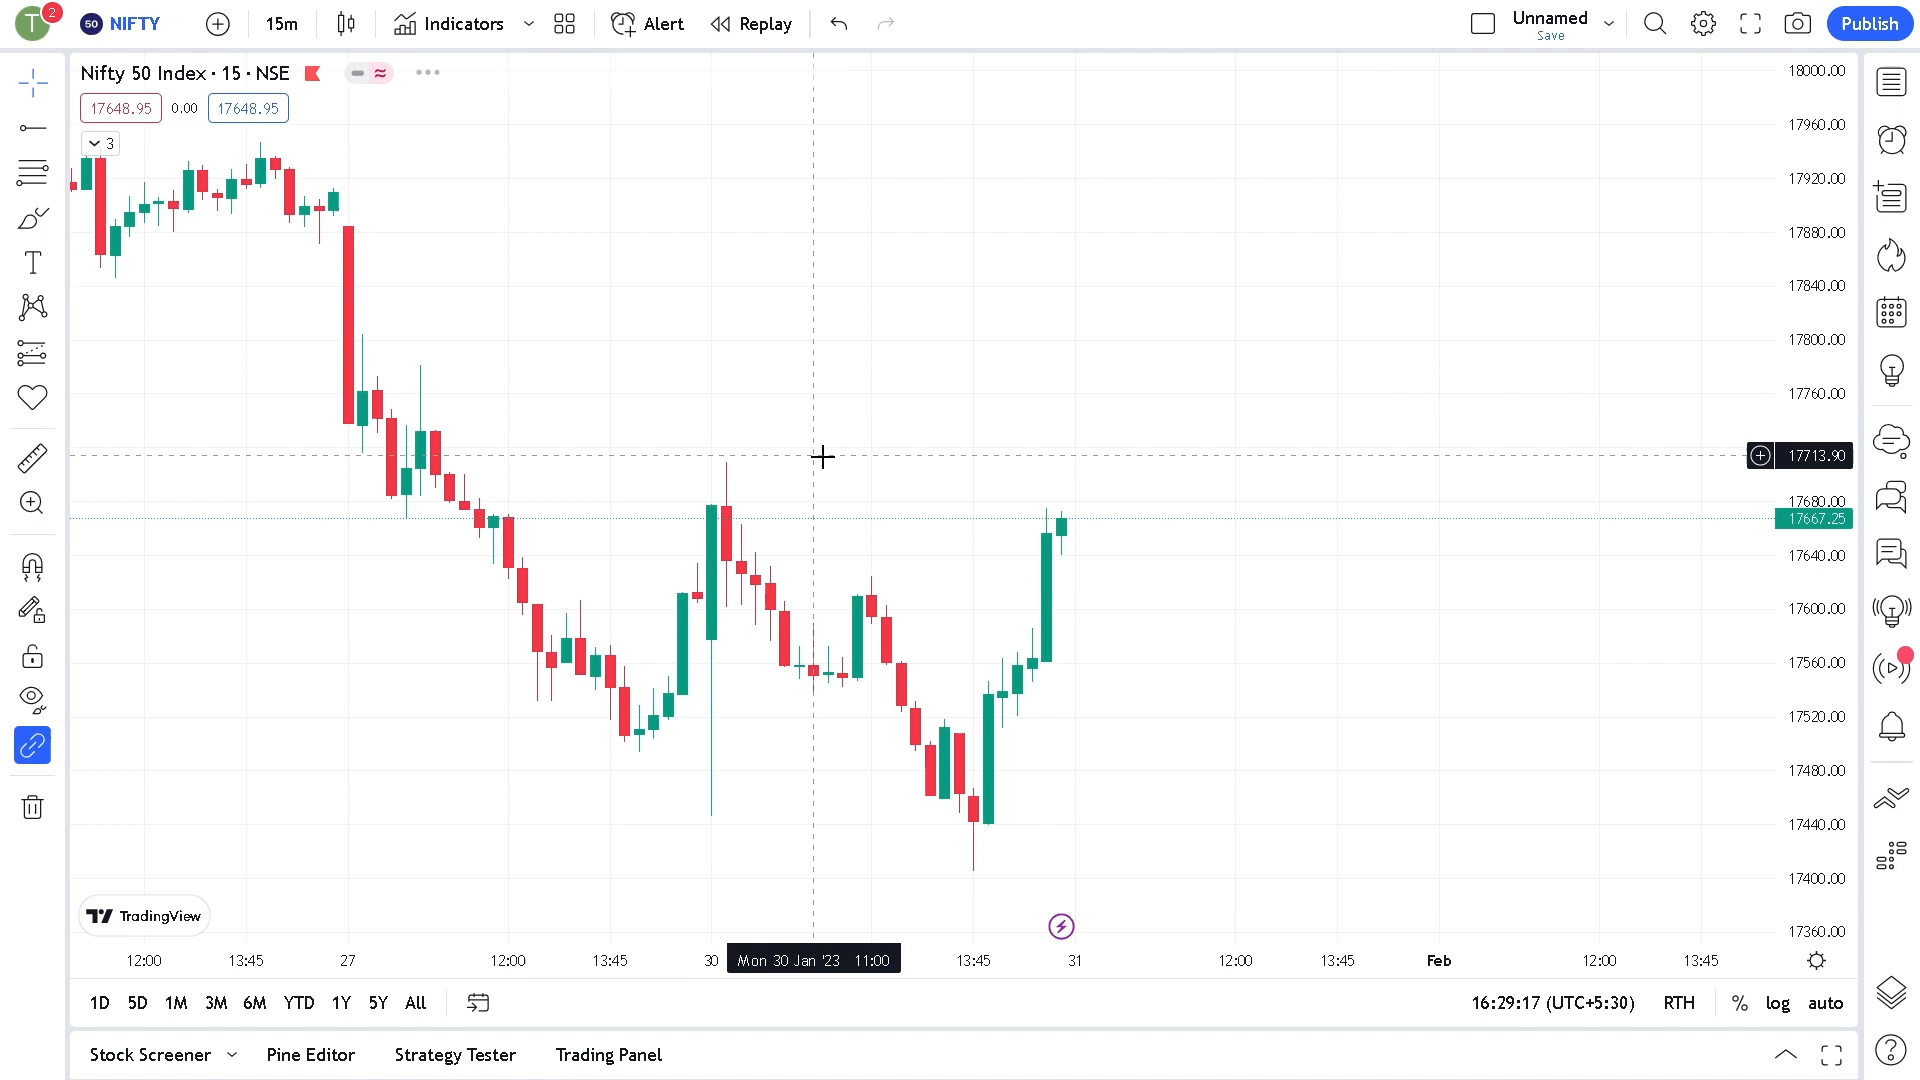 T 2 50 NIFTY 15m Indicators Alert Replay Unnamed Publish
Save
Nifty 50 Index · 15 · NSE
17648.95 0.00 17648.95
3
18000.00
17960.00
17920.00
17880.00
17840.00
17800.00
17760.00
17713.90
17680.00
17667.25
17640.00
17600.00
17560.00
17520.00
17480.00
17440.00
17400.00
17360.00
TradingView
12:00 13:45 27 12:00 13:45 30 Mon 30 Jan '23 11:00 13:45 31 12:00 13:45 Feb 12:00 13:45
1D 5D 1M 3M 6M YTD 1Y 5Y All 16:29:17 (UTC+5:30) RTH % log auto
Stock Screener Pine Editor Strategy Tester Trading Panel